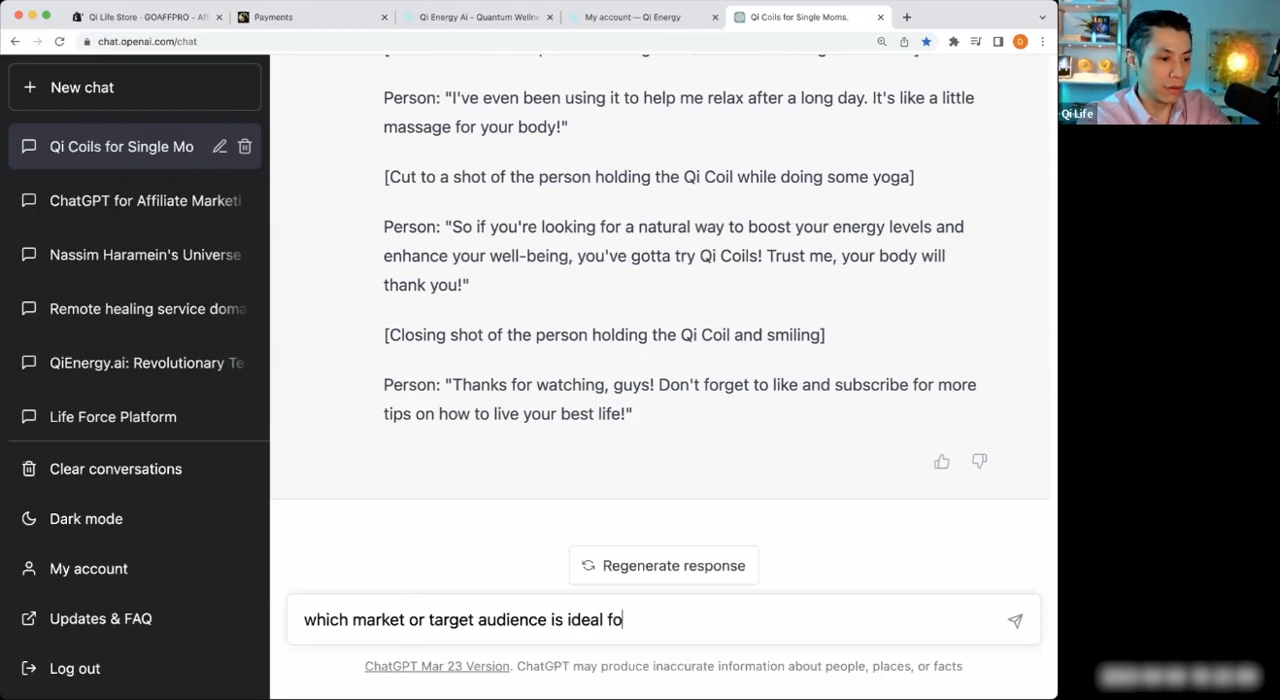 Qi Life Store · GOAFFPRO - Af
Payments
Qi Energy Ai - Quantum Wellne
My account — Qi Energy
Qi Coils for Single Moms.
chat.openai.com/chat
D
New chat
Qi Coils for Single Mo
ChatGPT for Affiliate Marketi
Nassim Haramein's Universe
Remote healing service doma
QiEnergy.ai: Revolutionary Te
Life Force Platform
Clear conversations
Dark mode
My account
Updates & FAQ
Log out
Person: "I've even been using it to help me relax after a long day. It's like a little
massage for your body!"
[Cut to a shot of the person holding the Qi Coil while doing some yoga]
Person: "So if you're looking for a natural way to boost your energy levels and
enhance your well-being, you've gotta try Qi Coils! Trust me, your body will
thank you!"
[Closing shot of the person holding the Qi Coil and smiling]
Person: "Thanks for watching, guys! Don't forget to like and subscribe for more
tips on how to live your best life!"
Regenerate response
which market or target audience is ideal fo
ChatGPT Mar 23 Version. ChatGPT may produce inaccurate information about people, places, or facts
Qi Life